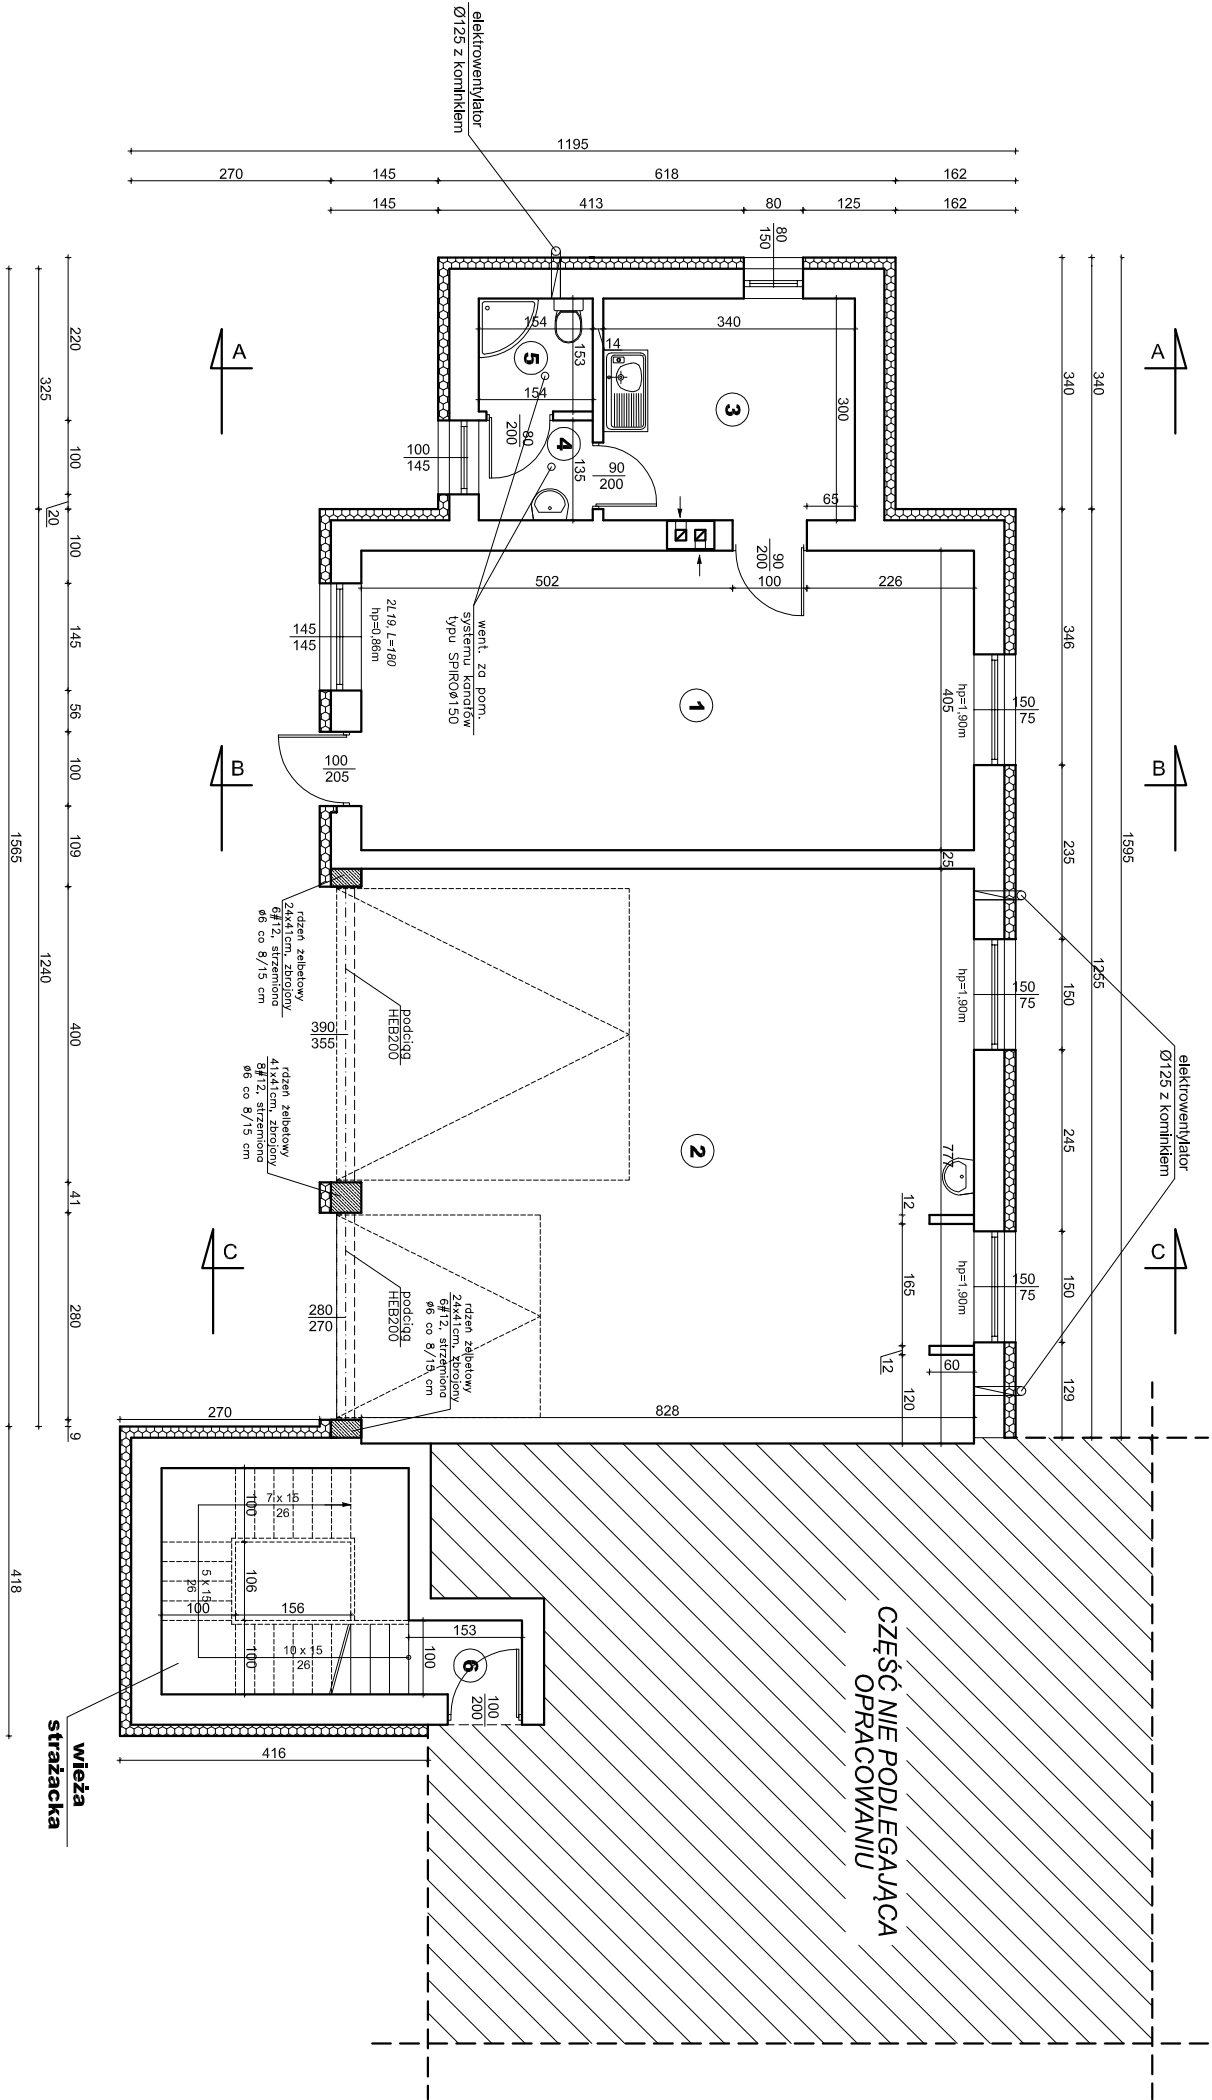 elektrowentylator
Ø125 z kominkiem
1195
270
145
618
162
145
413
80
125
162
80
150
1595
340
1255
340
346
235
150
245
150
129
A
A
B
B
C
C
220
100
20
100
145
56
100
109
400
41
280
9
325
1240
1565
418
154
153
154
5
14
340
3
300
80
200
4
135
90
200
65
100
145
90
200
502
100
226
2L19, L=180
hp=0,86m
145
145
went. za pom.
systemu kanałów
typu SPIROØ150
1
405
hp=1,90m
150
75
100
205
25
rdzeń żelbetowy
24x41cm, zbrojony
6#12, strzemiona
ø6 co 8/15 cm
podciąg
HEB200
390
355
hp=1,90m
150
75
elektrowentylator
Ø125 z kominkiem
rdzeń żelbetowy
41x41cm, zbrojony
8#12, strzemiona
ø6 co 8/15 cm
2
777
12
165
12
120
60
hp=1,90m
150
75
podciąg
HEB200
280
270
rdzeń żelbetowy
24x41cm, zbrojony
6#12, strzemiona
ø6 co 8/15 cm
828
270
100
7 x 15
26
106
5 x 15
26
100
156
100
10 x 15
26
153
100
6
100
200
416
wieża
strażacka
CZĘŚĆ NIE PODLEGAJĄCA
OPRACOWANIU